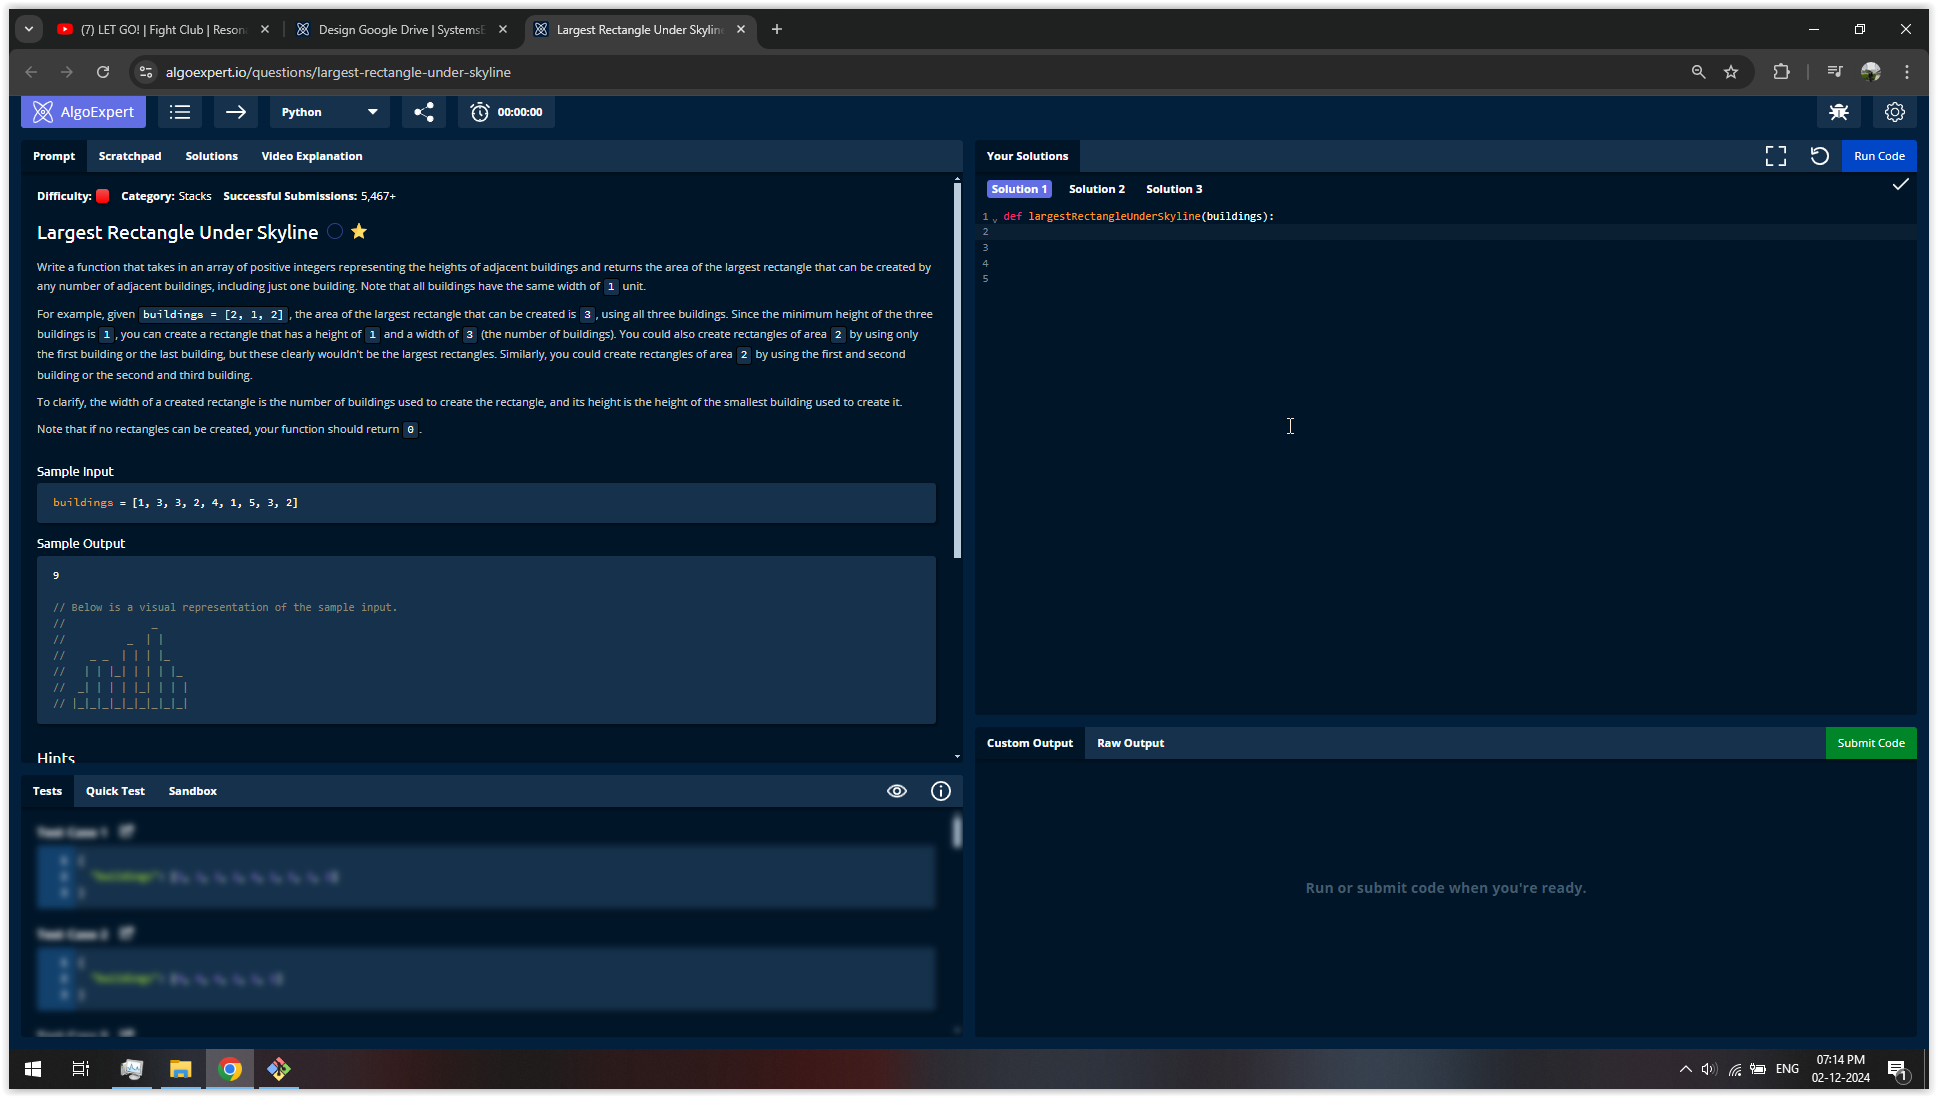 (7) LET GO! | Fight Club | Reson
Design Google Drive | SystemsE
Largest Rectangle Under Skyline
algoexpert.io/questions/largest-rectangle-under-skyline
AlgoExpert
Python
00:00:00
Prompt Scratchpad Solutions Video Explanation
Difficulty: Category: Stacks Successful Submissions: 5,467+
Largest Rectangle Under Skyline
Write a function that takes in an array of positive integers representing the heights of adjacent buildings and returns the area of the largest rectangle that can be created by
any number of adjacent buildings, including just one building. Note that all buildings have the same width of 1 unit.
For example, given buildings = [2, 1, 2], the area of the largest rectangle that can be created is 3, using all three buildings. Since the minimum height of the three
buildings is 1, you can create a rectangle that has a height of 1 and a width of 3 (the number of buildings). You could also create rectangles of area 2 by using only
the first building or the last building, but these clearly wouldn't be the largest rectangles. Similarly, you could create rectangles of area 2 by using the first and second
building or the second and third building.
To clarify, the width of a created rectangle is the number of buildings used to create the rectangle, and its height is the height of the smallest building used to create it.
Note that if no rectangles can be created, your function should return 0.
Sample Input
buildings = [1, 3, 3, 2, 4, 1, 5, 3, 2]
Sample Output
9
// Below is a visual representation of the sample input.
//              _
//          _  | |
//    _ _  | | | |_
//   | | |_| | | | |_
//  _| | | | |_| | | |
// |_|_|_|_|_|_|_|_|_|
Hints
Tests Quick Test Sandbox
Your Solutions
Run Code
Solution 1 Solution 2 Solution 3
1 def largestRectangleUnderSkyline(buildings):
2
3
4
5
Custom Output Raw Output
Submit Code
Run or submit code when you're ready.
ENG
07:14 PM
02-12-2024
1